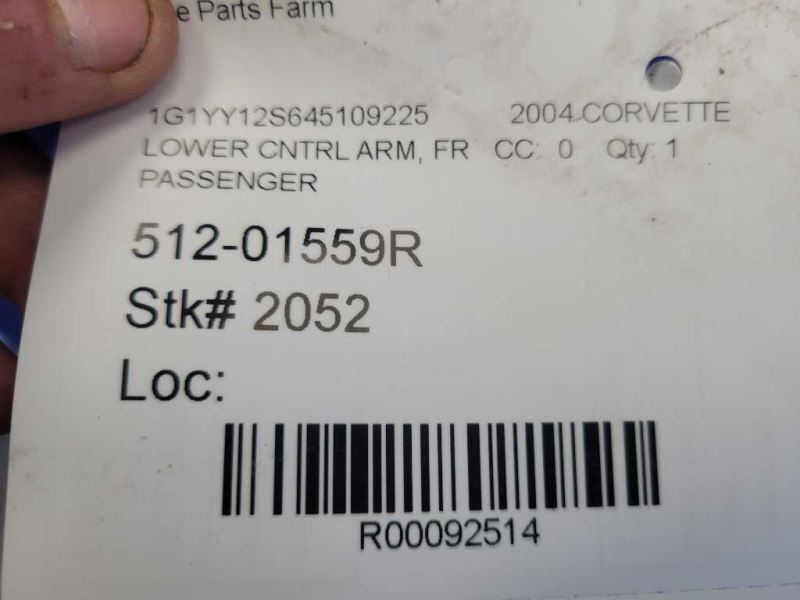 Parts Farm
1G1YY12S645109225 2004 CORVETTE
LOWER CNTRL ARM, FR CC: 0 Qty: 1
PASSENGER
512-01559R
Stk# 2052
Loc:
R00092514